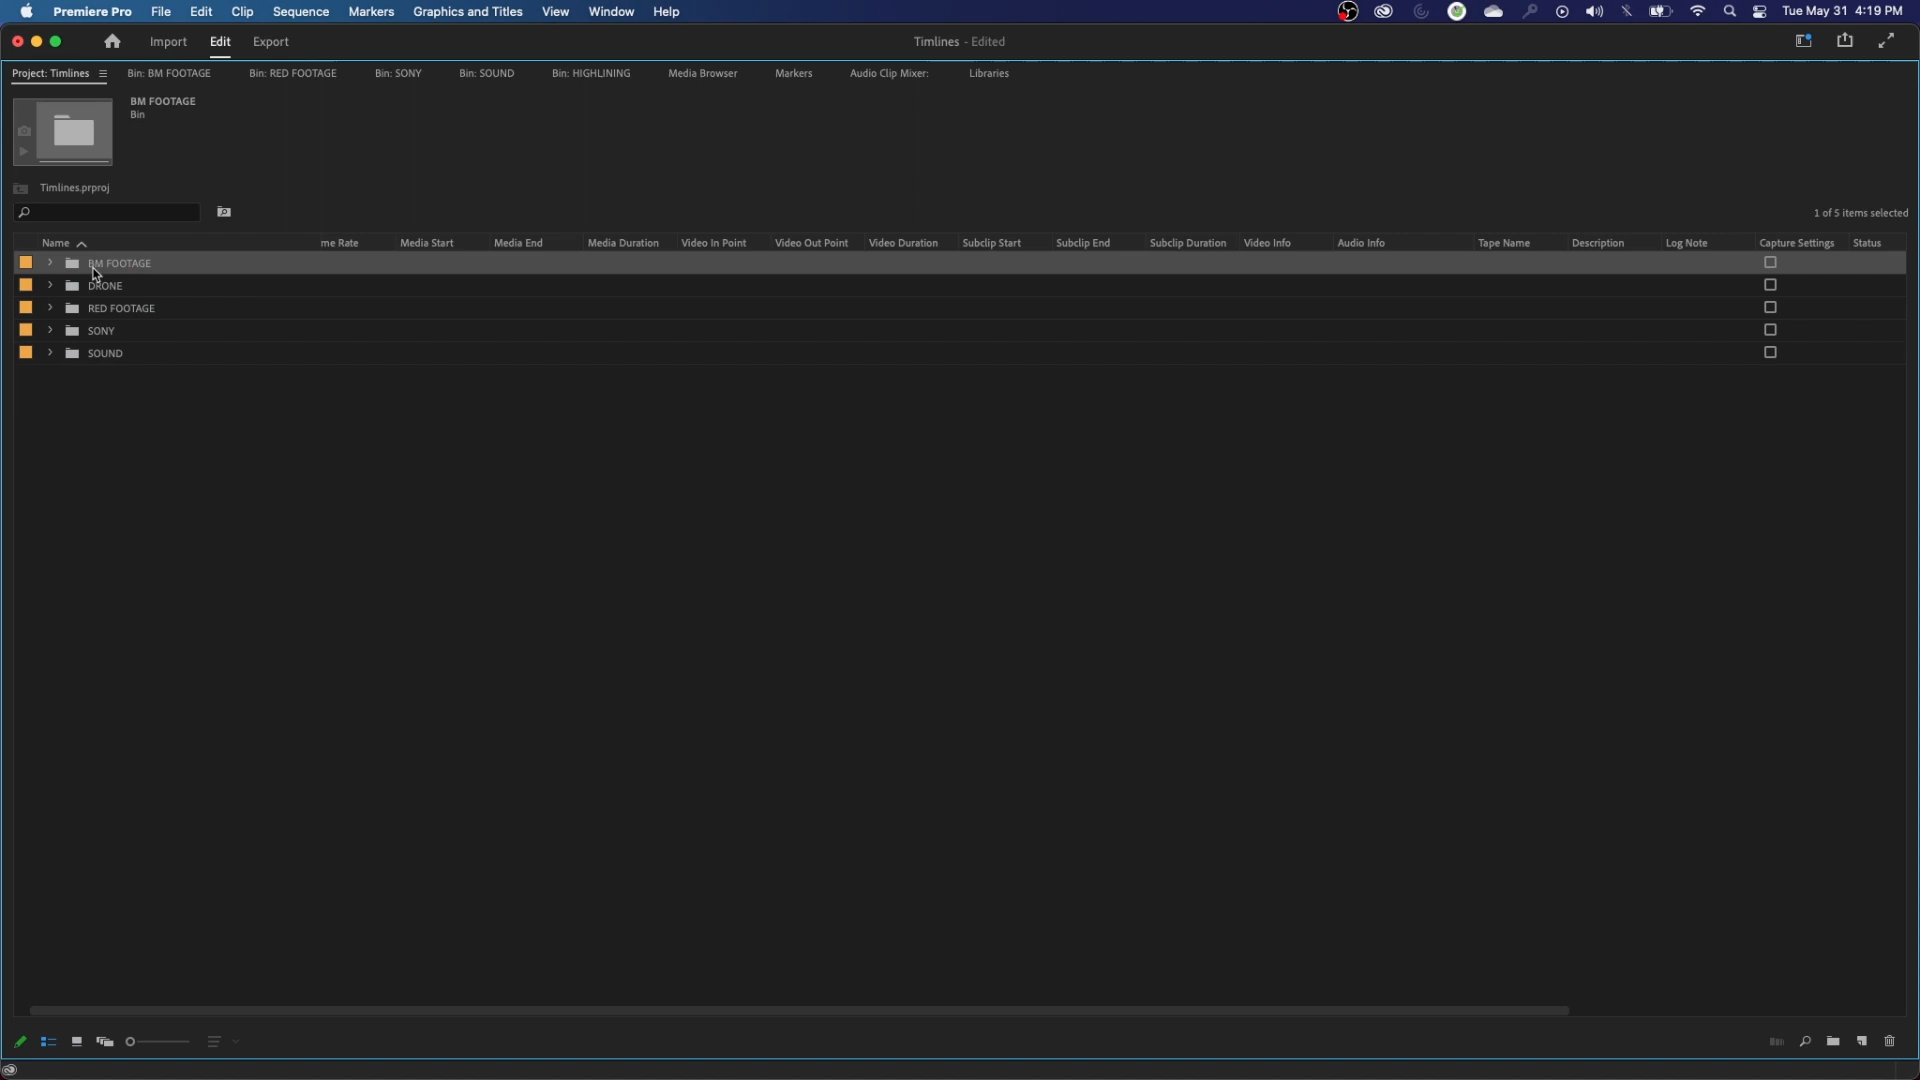 Premiere Pro File Edit Clip Sequence Markers Graphics and Titles View Window Help Tue May 31 4:19 PM
Import Edit Export Timlines - Edited
Project: Timlines Bin: BM FOOTAGE Bin: RED FOOTAGE Bin: SONY Bin: SOUND Bin: HIGHLINING Media Browser Markers Audio Clip Mixer: Libraries
BM FOOTAGE
Bin
Timlines.prproj
1 of 5 items selected
Name me Rate Media Start Media End Media Duration Video In Point Video Out Point Video Duration Subclip Start Subclip End Subclip Duration Video Info Audio Info Tape Name Description Log Note Capture Settings Status
BM FOOTAGE
DRONE
RED FOOTAGE
SONY
SOUND